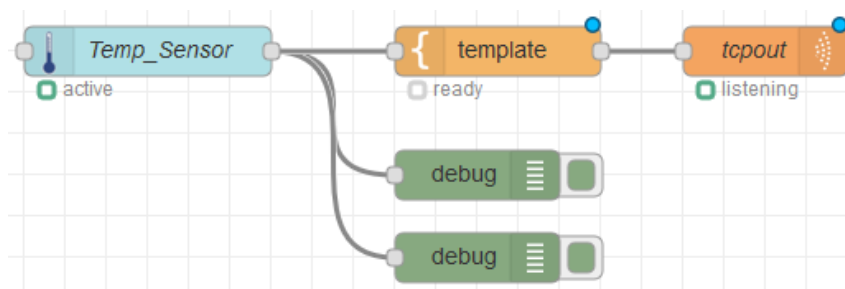 Temp_Sensor
template
tcpout
active
ready
listening
debug
debug